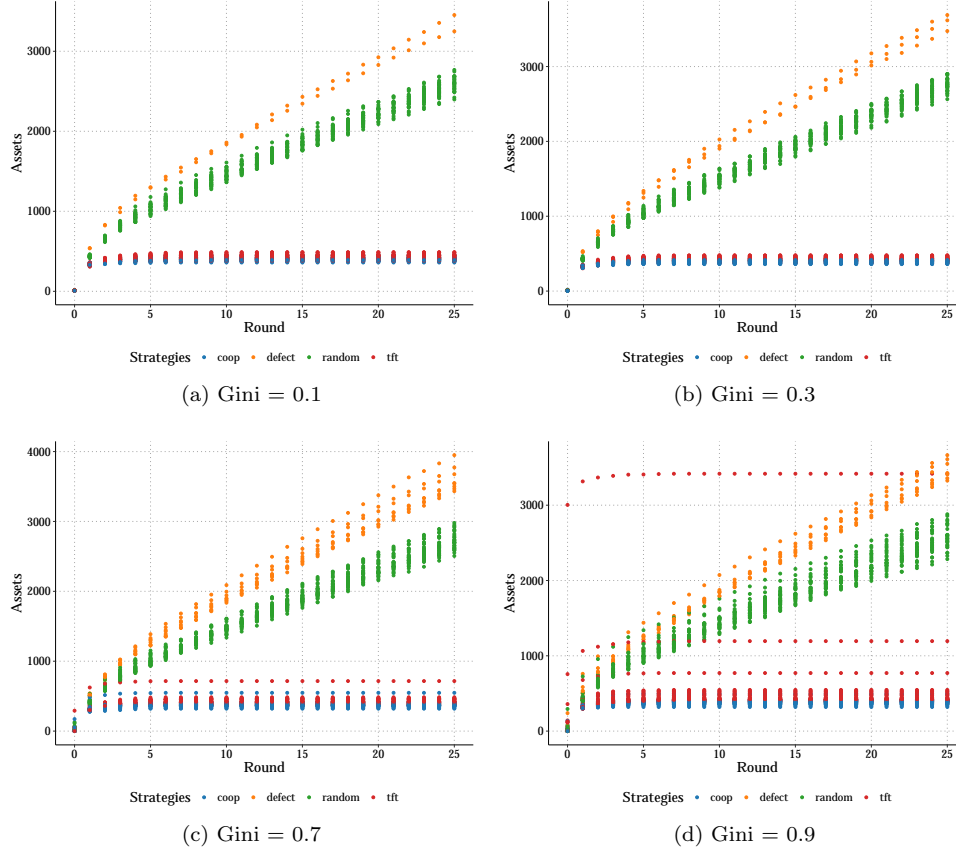 3000
2000
1000
0
Assets
0 5 10 15 20 25
Round
Strategies coop defect random tft
(a) Gini = 0.1
3000
2000
1000
0
Assets
0 5 10 15 20 25
Round
Strategies coop defect random tft
(b) Gini = 0.3
4000
3000
2000
1000
0
Assets
0 5 10 15 20 25
Round
Strategies coop defect random tft
(c) Gini = 0.7
3000
2000
1000
0
Assets
0 5 10 15 20 25
Round
Strategies coop defect random tft
(d) Gini = 0.9